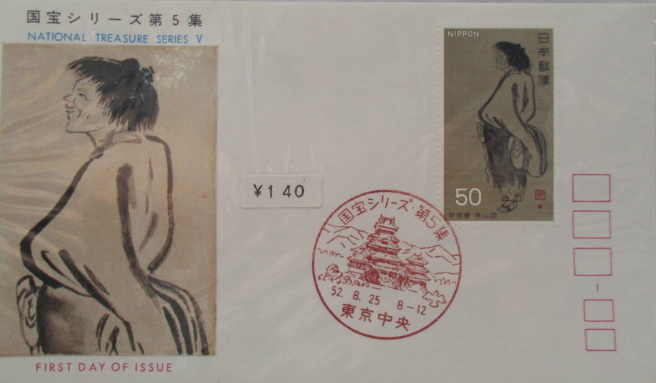 国宝シリーズ第5集
NATIONAL TREASURE SERIES V
NIPPON
日本郵便
50
¥140
国宝シリーズ・第5集
52. 8. 25 8-12
東京中央
FIRST DAY OF ISSUE